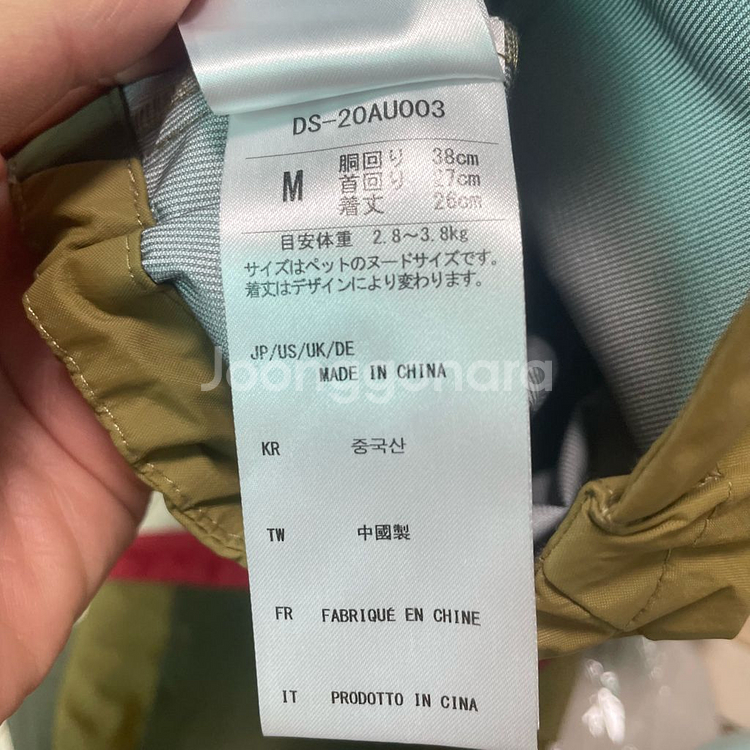 DS-20AU003
M
胴回り 38cm
首回り 27cm
着丈 26cm
目安体重 2.8〜3.8kg
サイズはペットのヌードサイズです。
着丈はデザインにより変わります。
JP/US/UK/DE
MADE IN CHINA
Joonggonara
KR 중국산
TW 中國製
FR FABRIQUÉ EN CHINE
IT PRODOTTO IN CINA